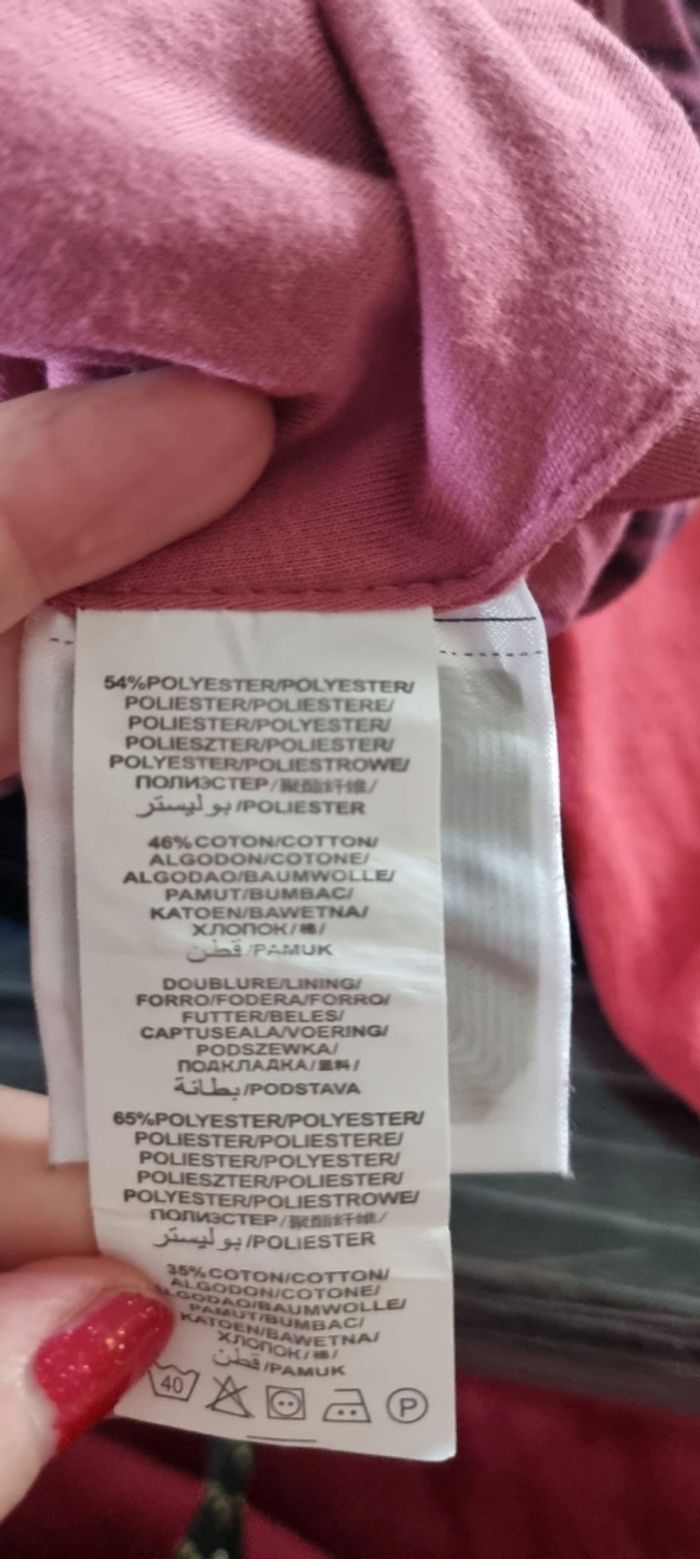 54%POLYESTER/POLYESTER/
POLIESTER/POLIESTERE/
POLIESTER/POLYESTER/
POLIESZTER/POLIESTER/
POLYESTER/POLIESTROWE/
ПОЛИЭСТЕР/聚酯纤维/
بوليستر/POLIESTER
46%COTON/COTTON/
ALGODON/COTONE/
ALGODAO/BAUMWOLLE/
PAMUT/BUMBAC/
KATOEN/BAWETNA/
ХЛОПОК/棉/
قطن/PAMUK
DOUBLURE/LINING/
FORRO/FODERA/FORRO/
FUTTER/BELES/
CAPTUSEALA/VOERING/
PODSZEWKA/
ПОДКЛАДКА/里料/
بطانة/PODSTAVA
65%POLYESTER/POLYESTER/
POLIESTER/POLIESTERE/
POLIESTER/POLYESTER/
POLIESZTER/POLIESTER/
POLYESTER/POLIESTROWE/
ПОЛИЭСТЕР/聚酯纤维/
بوليستر/POLIESTER
35%COTON/COTTON/
ALGODON/COTONE/
ALGODAO/BAUMWOLLE/
PAMUT/BUMBAC/
KATOEN/BAWETNA/
ХЛОПОК/棉/
قطن/PAMUK
40 P